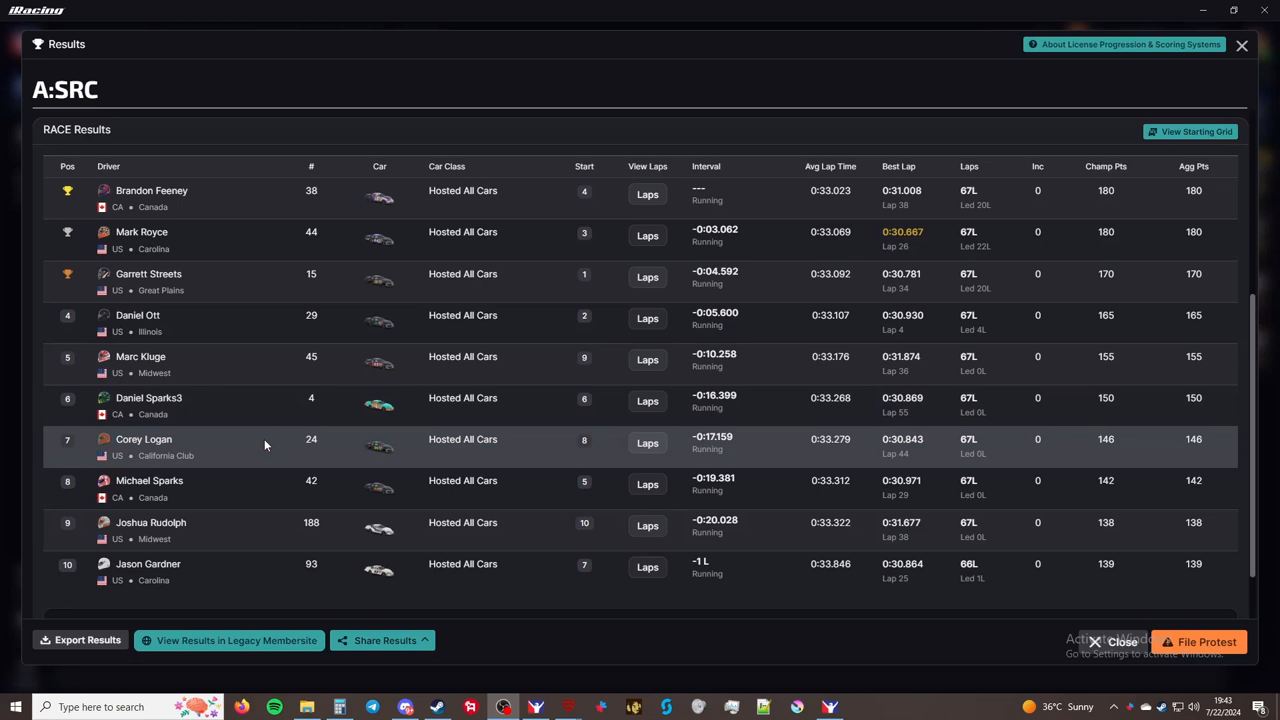 iRacing
Results
About License Progression & Scoring Systems
A:SRC
RACE Results
View Starting Grid
Pos Driver # Car Car Class Start View Laps Interval Avg Lap Time Best Lap Laps Inc Champ Pts Agg Pts
Brandon Feeney 38 Hosted All Cars 4 Laps --- 0:33.023 0:31.008 67L 0 180 180
CA • Canada Running Lap 38 Led 20L
Mark Royce 44 Hosted All Cars 3 Laps -0:03.062 0:33.069 0:30.667 67L 0 180 180
US • Carolina Running Lap 26 Led 22L
Garrett Streets 15 Hosted All Cars 1 Laps -0:04.592 0:33.092 0:30.781 67L 0 170 170
US • Great Plains Running Lap 34 Led 20L
4 Daniel Ott 29 Hosted All Cars 2 Laps -0:05.600 0:33.107 0:30.930 67L 0 165 165
US • Illinois Running Lap 4 Led 4L
5 Marc Kluge 45 Hosted All Cars 9 Laps -0:10.258 0:33.176 0:31.874 67L 0 155 155
US • Midwest Running Lap 36 Led 0L
6 Daniel Sparks3 4 Hosted All Cars 6 Laps -0:16.399 0:33.268 0:30.869 67L 0 150 150
CA • Canada Running Lap 55 Led 0L
7 Corey Logan 24 Hosted All Cars 8 Laps -0:17.159 0:33.279 0:30.843 67L 0 146 146
US • California Club Running Lap 44 Led 0L
8 Michael Sparks 42 Hosted All Cars 5 Laps -0:19.381 0:33.312 0:30.971 67L 0 142 142
CA • Canada Running Lap 29 Led 0L
9 Joshua Rudolph 188 Hosted All Cars 10 Laps -0:20.028 0:33.322 0:31.677 67L 0 138 138
US • Midwest Running Lap 38 Led 0L
10 Jason Gardner 93 Hosted All Cars 7 Laps -1 L 0:33.846 0:30.864 66L 0 139 139
US • Carolina Running Lap 25 Led 1L
Export Results View Results in Legacy Membersite Share Results Close File Protest
Activate Windows
Go to Settings to activate Windows.
Type here to search 36°C Sunny 19:43
7/22/2024